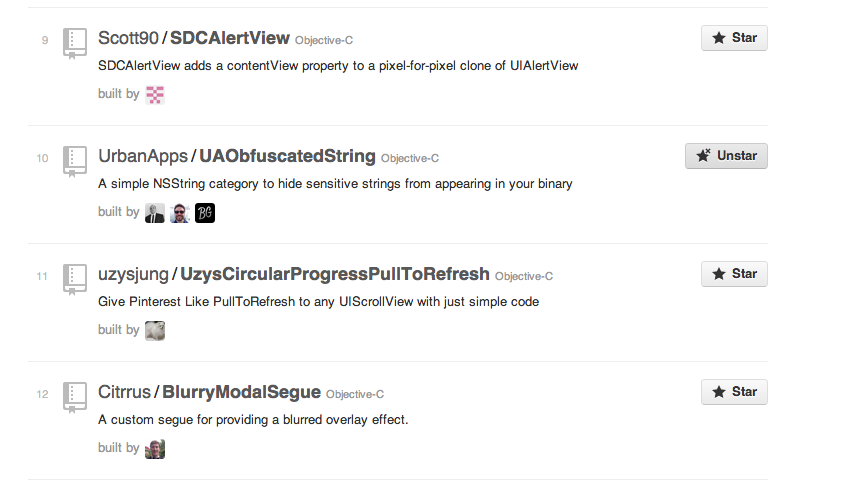 9 Scott90/SDCAlertView Objective-C Star
SDCAlertView adds a contentView property to a pixel-for-pixel clone of UIAlertView
built by
10 UrbanApps/UAObfuscatedString Objective-C Unstar
A simple NSString category to hide sensitive strings from appearing in your binary
built by BG
11 uzysjung/UzysCircularProgressPullToRefresh Objective-C Star
Give Pinterest Like PullToRefresh to any UIScrollView with just simple code
built by
12 Citrrus/BlurryModalSegue Objective-C Star
A custom segue for providing a blurred overlay effect.
built by